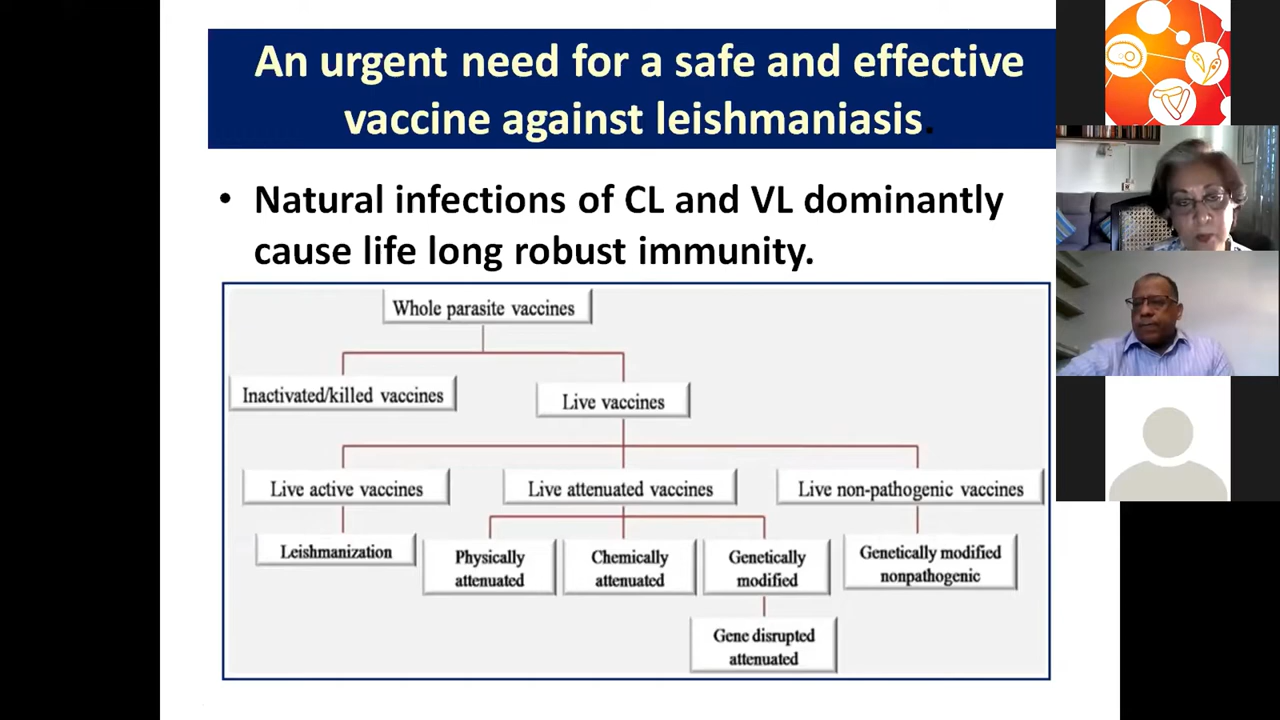 An urgent need for a safe and effective
vaccine against leishmaniasis.
• Natural infections of CL and VL dominantly
cause life long robust immunity.
Whole parasite vaccines
Inactivated/killed vaccines
Live vaccines
Live active vaccines
Live attenuated vaccines
Live non-pathogenic vaccines
Leishmanization
Physically
attenuated
Chemically
attenuated
Genetically
modified
Genetically modified
nonpathogenic
Gene disrupted
attenuated